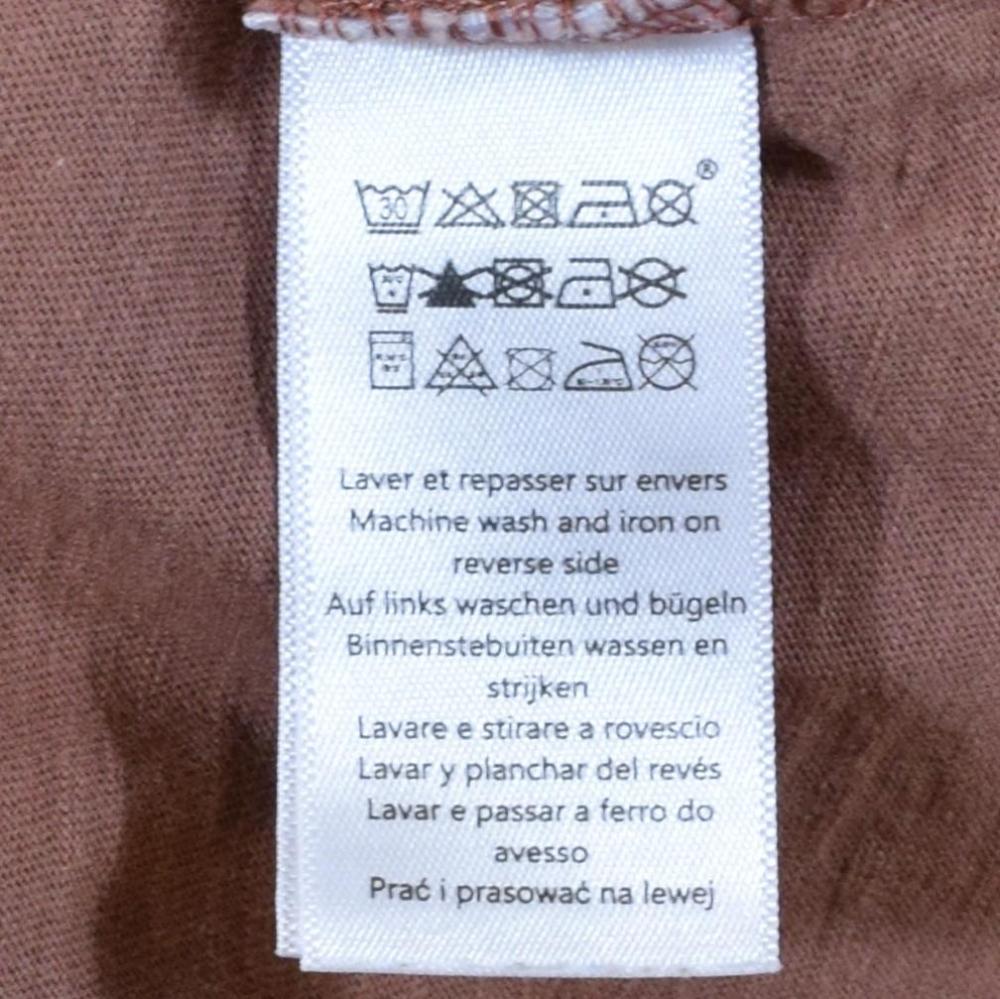 ®
30
Laver et repasser sur envers
Machine wash and iron on
reverse side
Auf links waschen und bügeln
Binnenstebuiten wassen en
strijken
Lavare e stirare a rovescio
Lavar y planchar del revés
Lavar e passar a ferro do
avesso
Prać i prasować na lewej